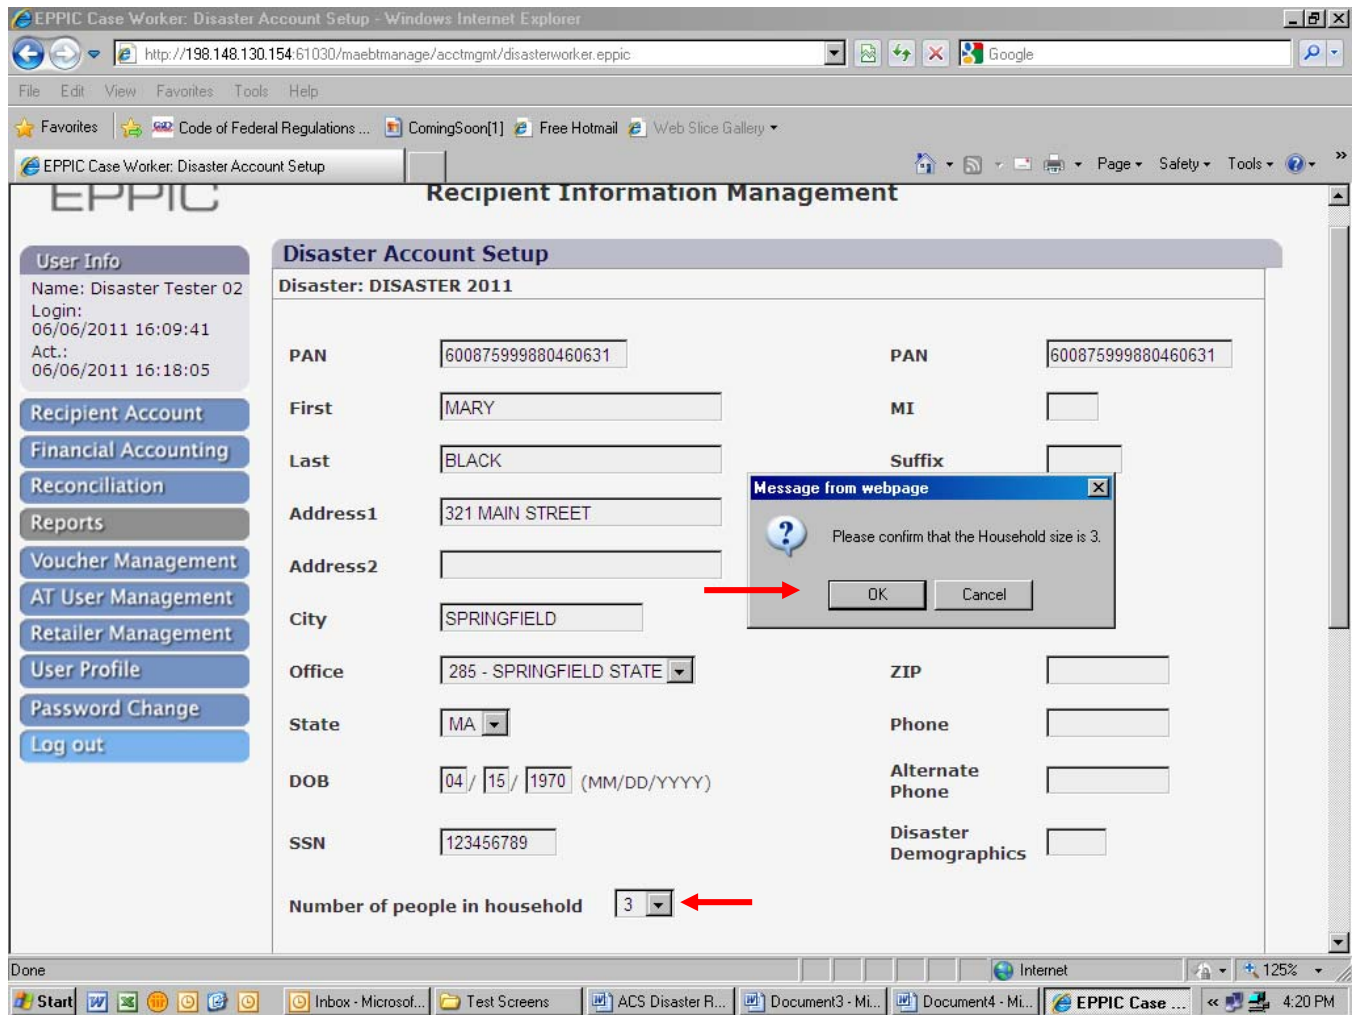 EPPIC Case Worker: Disaster Account Setup - Windows Internet Explorer
http://198.148.130.154:61030/maebtmanage/acctmgmt/disasterworker.eppic
Google
File Edit View Favorites Tools Help
Favorites Code of Federal Regulations ... ComingSoon[1] Free Hotmail Web Slice Gallery
EPPIC Case Worker: Disaster Account Setup
Page Safety Tools »
EPPIC
Recipient Information Management
User Info
Name: Disaster Tester 02
Login:
06/06/2011 16:09:41
Act.:
06/06/2011 16:18:05
Recipient Account
Financial Accounting
Reconciliation
Reports
Voucher Management
AT User Management
Retailer Management
User Profile
Password Change
Log out
Disaster Account Setup
Disaster: DISASTER 2011
PAN 600875999880460631 PAN 600875999880460631
First MARY MI
Last BLACK Suffix
Address1 321 MAIN STREET
Address2
City SPRINGFIELD
Office 285 - SPRINGFIELD STATE ZIP
State MA Phone
DOB 04 / 15 / 1970 (MM/DD/YYYY) Alternate Phone
SSN 123456789 Disaster Demographics
Number of people in household 3
Message from webpage
Please confirm that the Household size is 3.
OK Cancel
Done Internet 125%
Start Inbox - Microsof... Test Screens ACS Disaster R... Document3 - Mi... Document4 - Mi... EPPIC Case ... « 4:20 PM